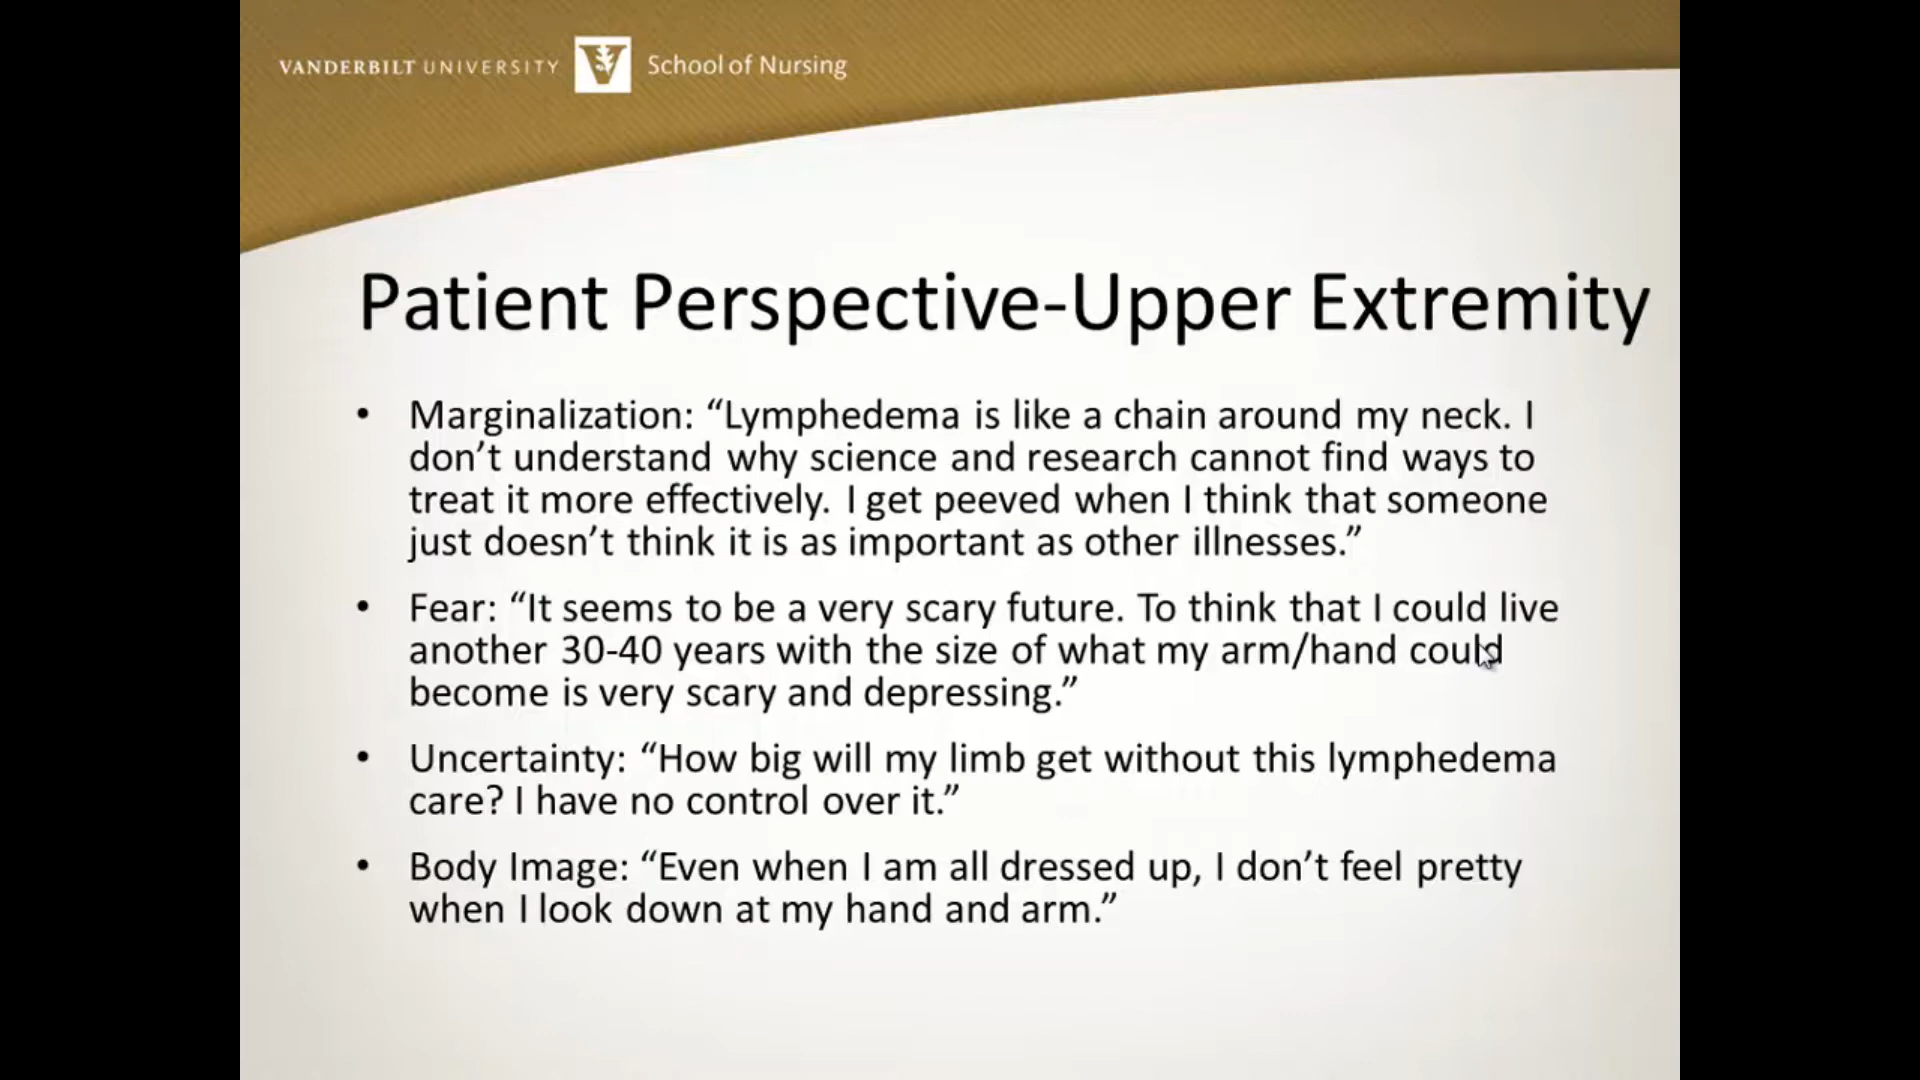 VANDERBILT UNIVERSITY School of Nursing
Patient Perspective-Upper Extremity
• Marginalization: “Lymphedema is like a chain around my neck. I
don’t understand why science and research cannot find ways to
treat it more effectively. I get peeved when I think that someone
just doesn’t think it is as important as other illnesses.”
• Fear: “It seems to be a very scary future. To think that I could live
another 30-40 years with the size of what my arm/hand could
become is very scary and depressing.”
• Uncertainty: “How big will my limb get without this lymphedema
care? I have no control over it.”
• Body Image: “Even when I am all dressed up, I don’t feel pretty
when I look down at my hand and arm.”